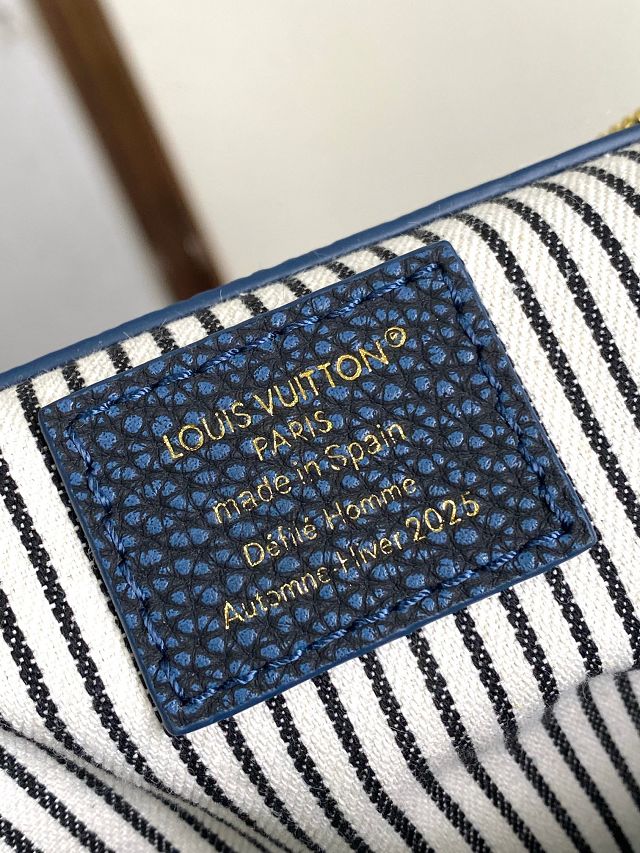 LOUIS VUITTON®
PARIS
made in Spain
Défilé Homme
Automne-Hiver 2025